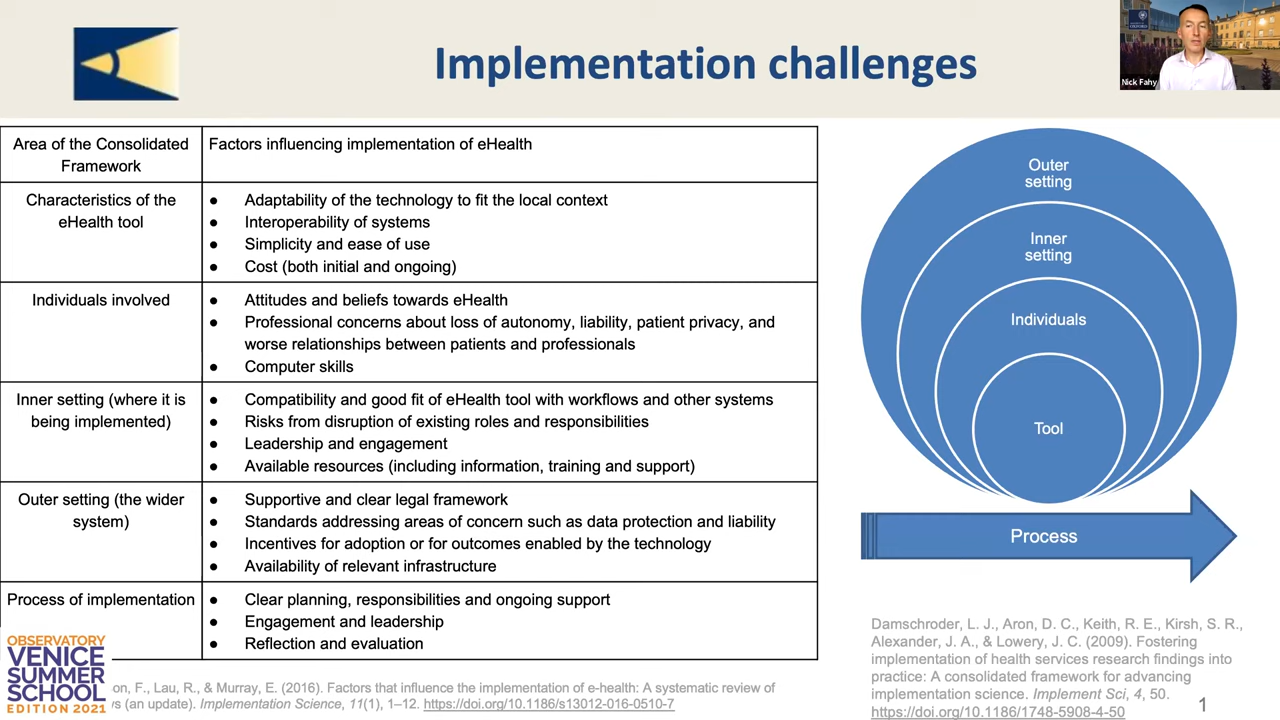 Implementation challenges
Nick Fahy
Area of the Consolidated
Framework
Factors influencing implementation of eHealth
Characteristics of the
eHealth tool
● Adaptability of the technology to fit the local context
● Interoperability of systems
● Simplicity and ease of use
● Cost (both initial and ongoing)
Individuals involved
● Attitudes and beliefs towards eHealth
● Professional concerns about loss of autonomy, liability, patient privacy, and
worse relationships between patients and professionals
● Computer skills
Inner setting (where it is
being implemented)
● Compatibility and good fit of eHealth tool with workflows and other systems
● Risks from disruption of existing roles and responsibilities
● Leadership and engagement
● Available resources (including information, training and support)
Outer setting (the wider
system)
● Supportive and clear legal framework
● Standards addressing areas of concern such as data protection and liability
● Incentives for adoption or for outcomes enabled by the technology
● Availability of relevant infrastructure
Process of implementation
● Clear planning, responsibilities and ongoing support
● Engagement and leadership
● Reflection and evaluation
Outer
setting
Inner
setting
Individuals
Tool
Process
Damschroder, L. J., Aron, D. C., Keith, R. E., Kirsh, S. R.,
Alexander, J. A., & Lowery, J. C. (2009). Fostering
implementation of health services research findings into
practice: A consolidated framework for advancing
implementation science. Implement Sci, 4, 50.
https://doi.org/10.1186/1748-5908-4-50
1
OBSERVATORY
VENICE
SUMMER
SCHOOL
EDITION 2021
on, F., Lau, R., & Murray, E. (2016). Factors that influence the implementation of e-health: A systematic review of
(an update). Implementation Science, 11(1), 1–12. https://doi.org/10.1186/s13012-016-0510-7